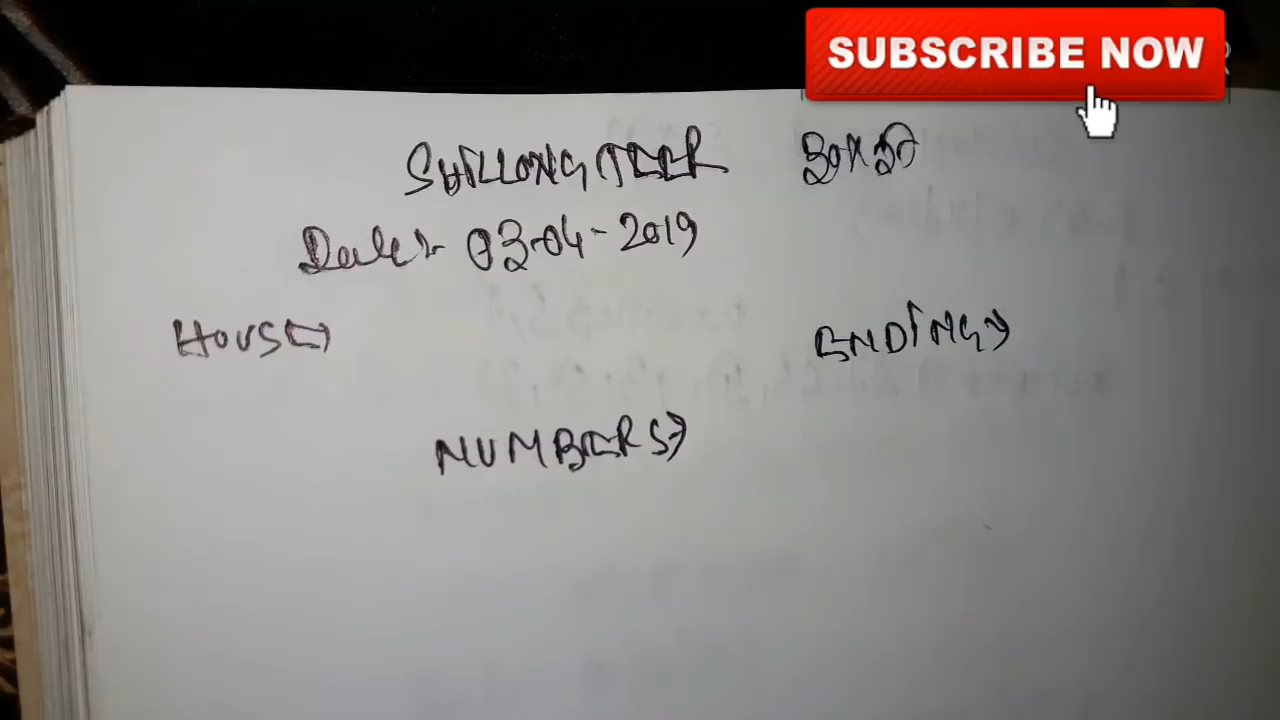 SUBSCRIBE NOW
SHILLONG TEER
Date:- 03-04-2019
HOUSE→ ENDING→
NUMBERS→